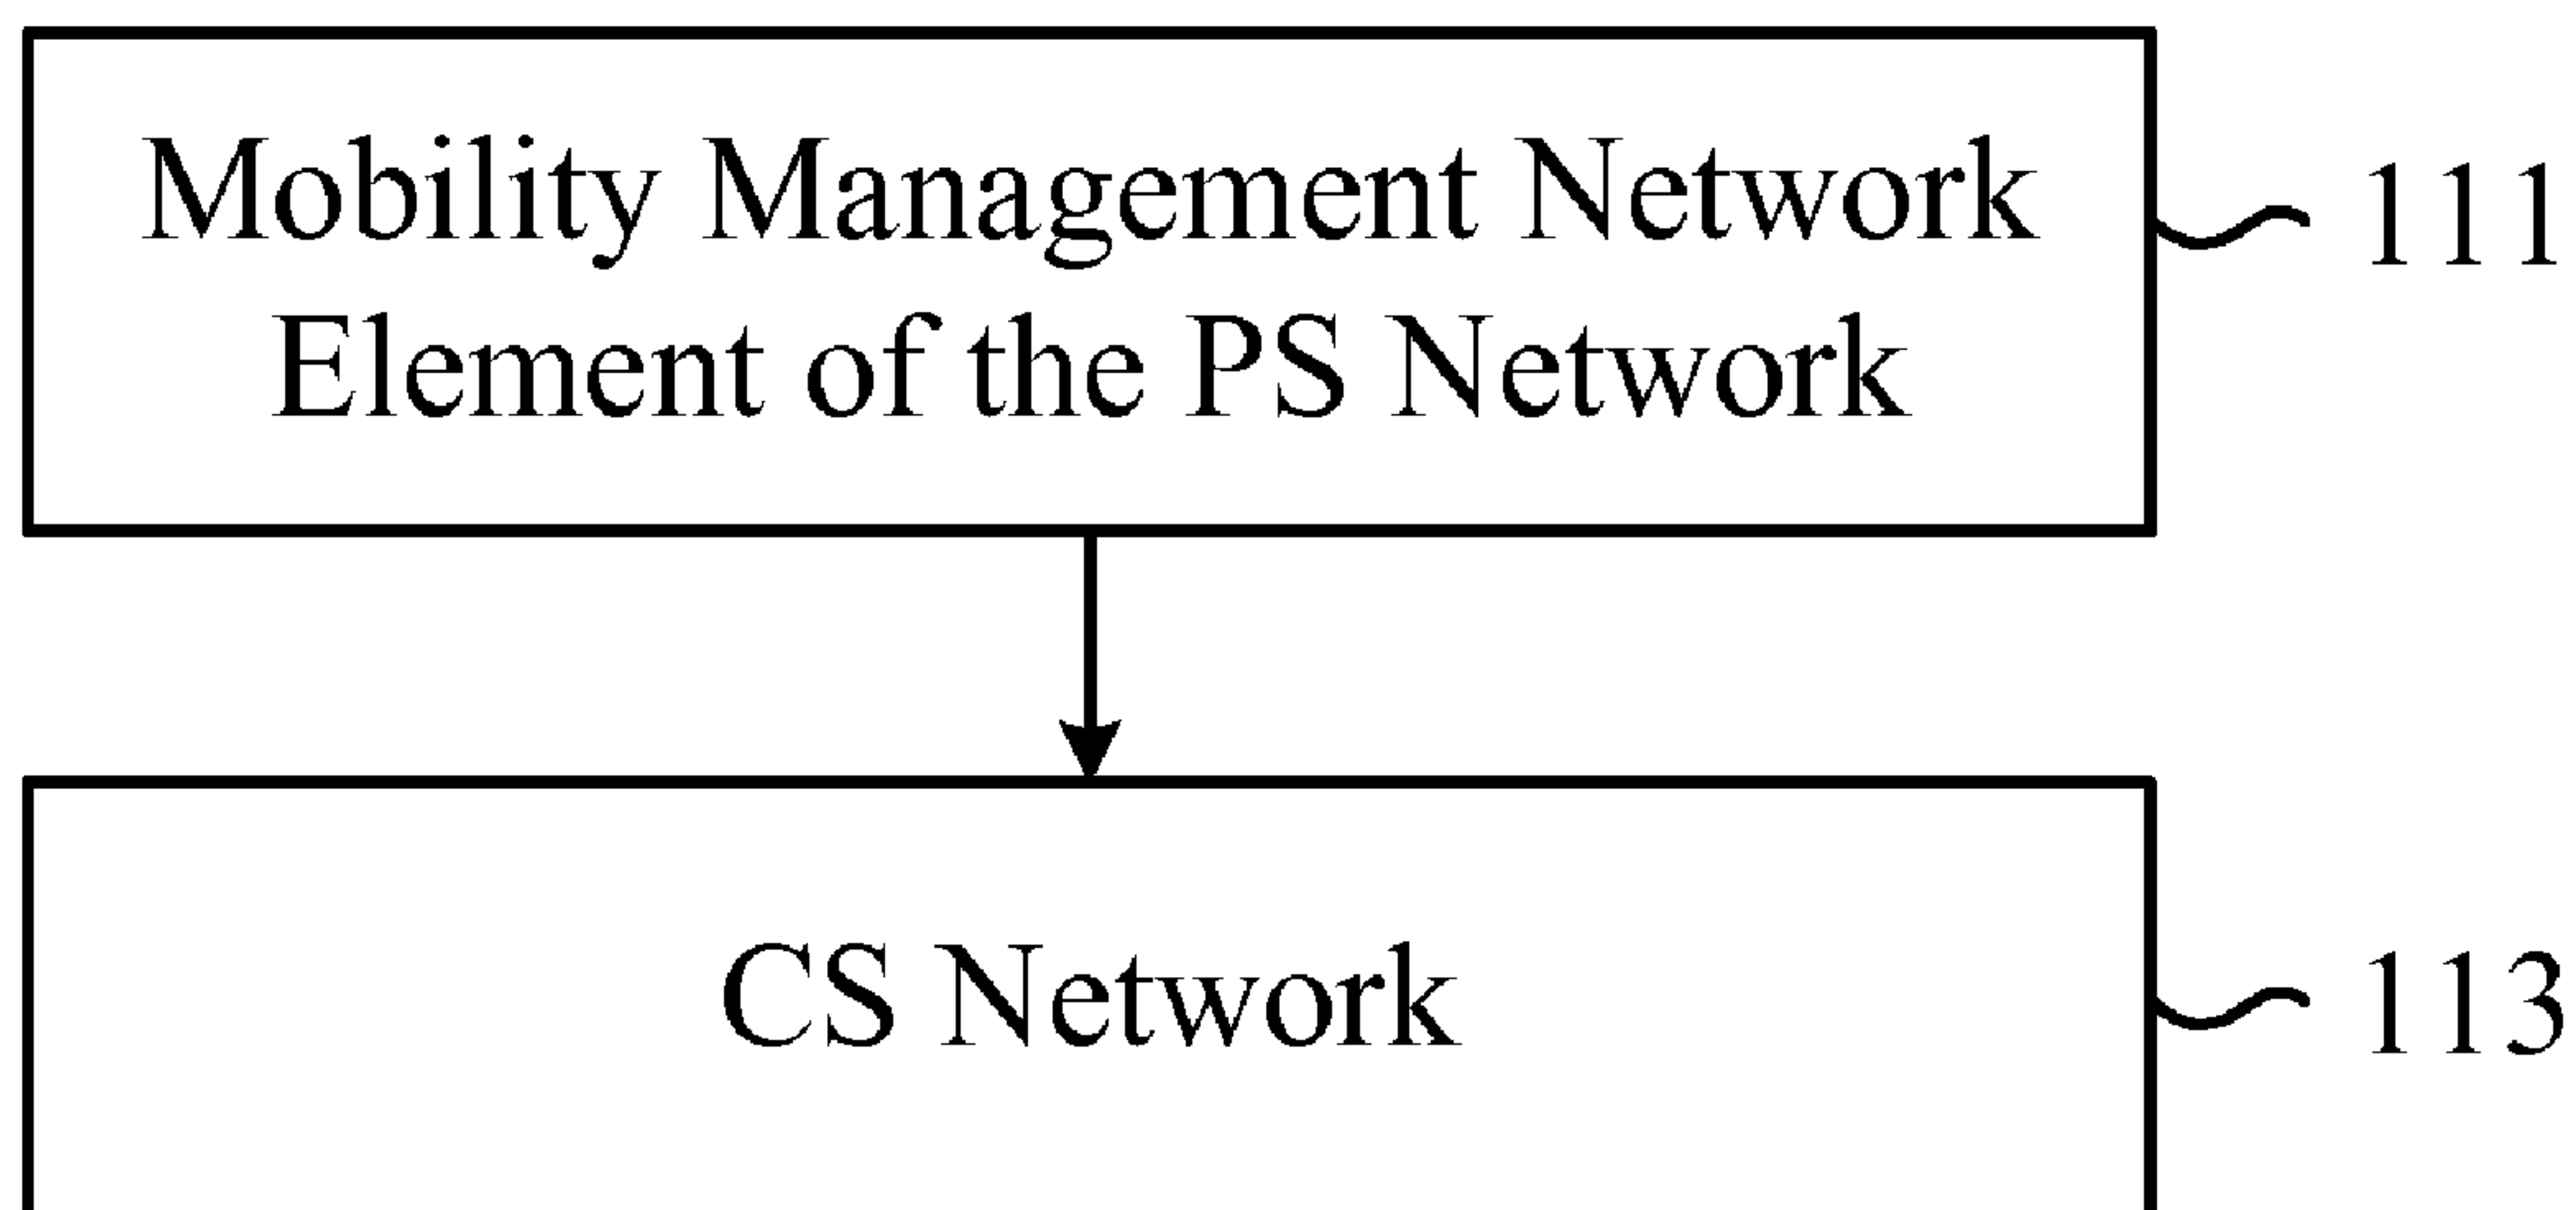 Mobility Management Network
Element of the PS Network
111
CS Network
113